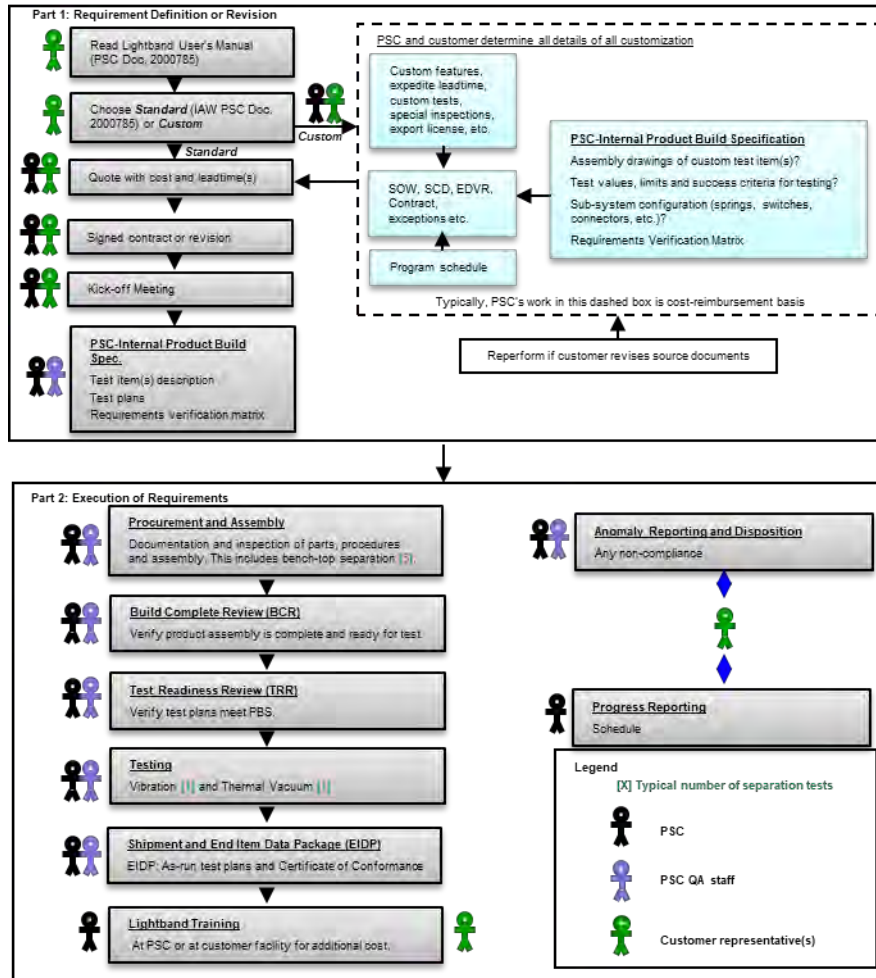 Part 1: Requirement Definition or Revision
Read Lightband User's Manual
(PSC Doc. 2000785)
Choose Standard (IAW PSC Doc.
2000785) or Custom
Custom
Standard
Quote with cost and leadtime(s)
Signed contract or revision
Kick-off Meeting
PSC-Internal Product Build
Spec.
Test item(s) description
Test plans
Requirements verification matrix
PSC and customer determine all details of all customization
Custom features,
expedite leadtime,
custom tests,
special inspections,
export license, etc.
SOW, SCD, EDVR,
Contract,
exceptions etc.
Program schedule
PSC-Internal Product Build Specification
Assembly drawings of custom test item(s)?
Test values, limits and success criteria for testing?
Sub-system configuration (springs, switches,
connectors, etc.)?
Requirements Verification Matrix
Typically, PSC's work in this dashed box is cost-reimbursement basis
Reperform if customer revises source documents
Part 2: Execution of Requirements
Procurement and Assembly
Documentation and inspection of parts, procedures
and assembly. This includes bench-top separation [5].
Build Complete Review (BCR)
Verify product assembly is complete and ready for test
Test Readiness Review (TRR)
Verify test plans meet PBS.
Testing
Vibration [1] and Thermal Vacuum [1]
Shipment and End Item Data Package (EIDP)
EIDP: As-run test plans and Certificate of Conformance
Lightband Training
At PSC or at customer facility for additional cost.
Anomaly Reporting and Disposition
Any non-compliance
Progress Reporting
Schedule
Legend
[X] Typical number of separation tests
PSC
PSC QA staff
Customer representative(s)